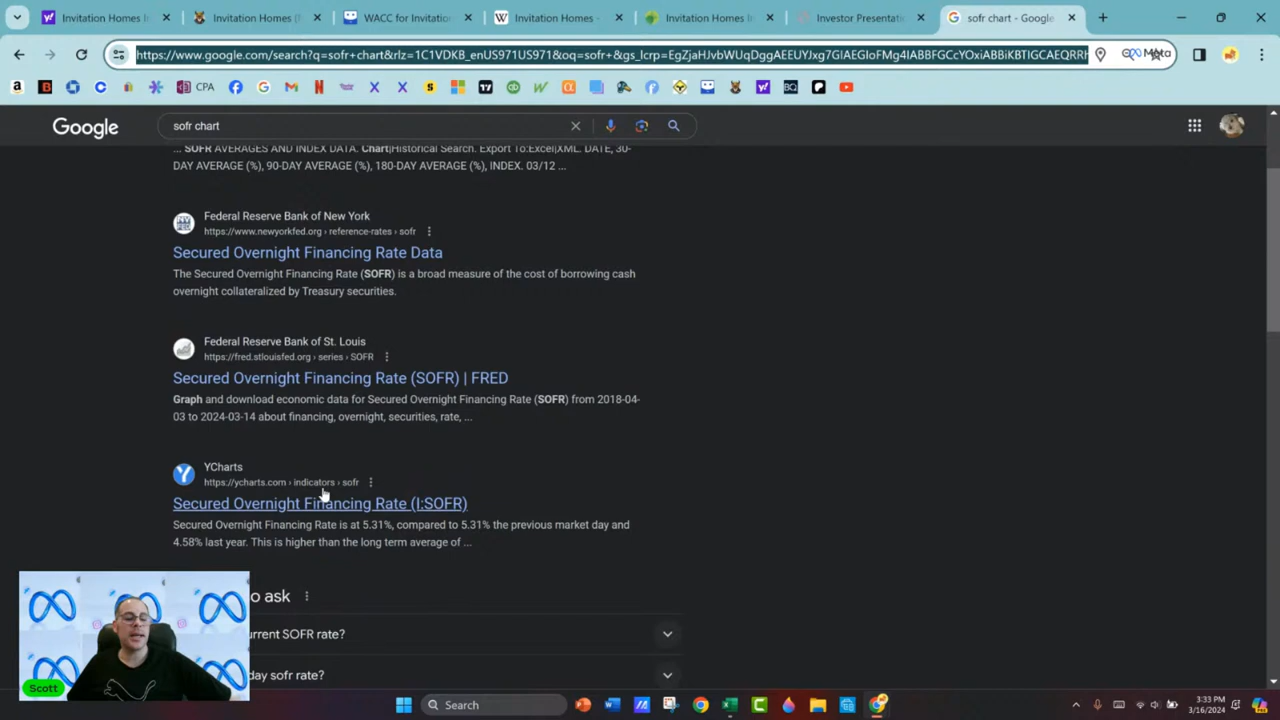 Invitation Homes I
Invitation Homes [
WACC for Invitation
Invitation Homes -
Invitation Homes In
Investor Presentatio
sofr chart - Google
https://www.google.com/search?q=sofr+chart&rlz=1C1VDKB_enUS971US971&oq=sofr+&gs_lcrp=EgZjaHJvbWUqDggAEEUYJxg7GIAEGIoFMg4IABBFGCcYOxiABBiKBTIGCAEQRRH
Meta
CPA
Google
sofr chart
... SOFR AVERAGES AND INDEX DATA. Chart|Historical Search. Export To:Excel|XML. DATE, 30-
DAY AVERAGE (%), 90-DAY AVERAGE (%), 180-DAY AVERAGE (%), INDEX. 03/12 ...
Federal Reserve Bank of New York
https://www.newyorkfed.org › reference-rates › sofr
Secured Overnight Financing Rate Data
The Secured Overnight Financing Rate (SOFR) is a broad measure of the cost of borrowing cash
overnight collateralized by Treasury securities.
Federal Reserve Bank of St. Louis
https://fred.stlouisfed.org › series › SOFR
Secured Overnight Financing Rate (SOFR) | FRED
Graph and download economic data for Secured Overnight Financing Rate (SOFR) from 2018-04-
03 to 2024-03-14 about financing, overnight, securities, rate, ...
YCharts
https://ycharts.com › indicators › sofr
Secured Overnight Financing Rate (I:SOFR)
Secured Overnight Financing Rate is at 5.31%, compared to 5.31% the previous market day and
4.58% last year. This is higher than the long term average of ...
o ask
urrent SOFR rate?
day sofr rate?
Scott
Search
3:33 PM
3/16/2024